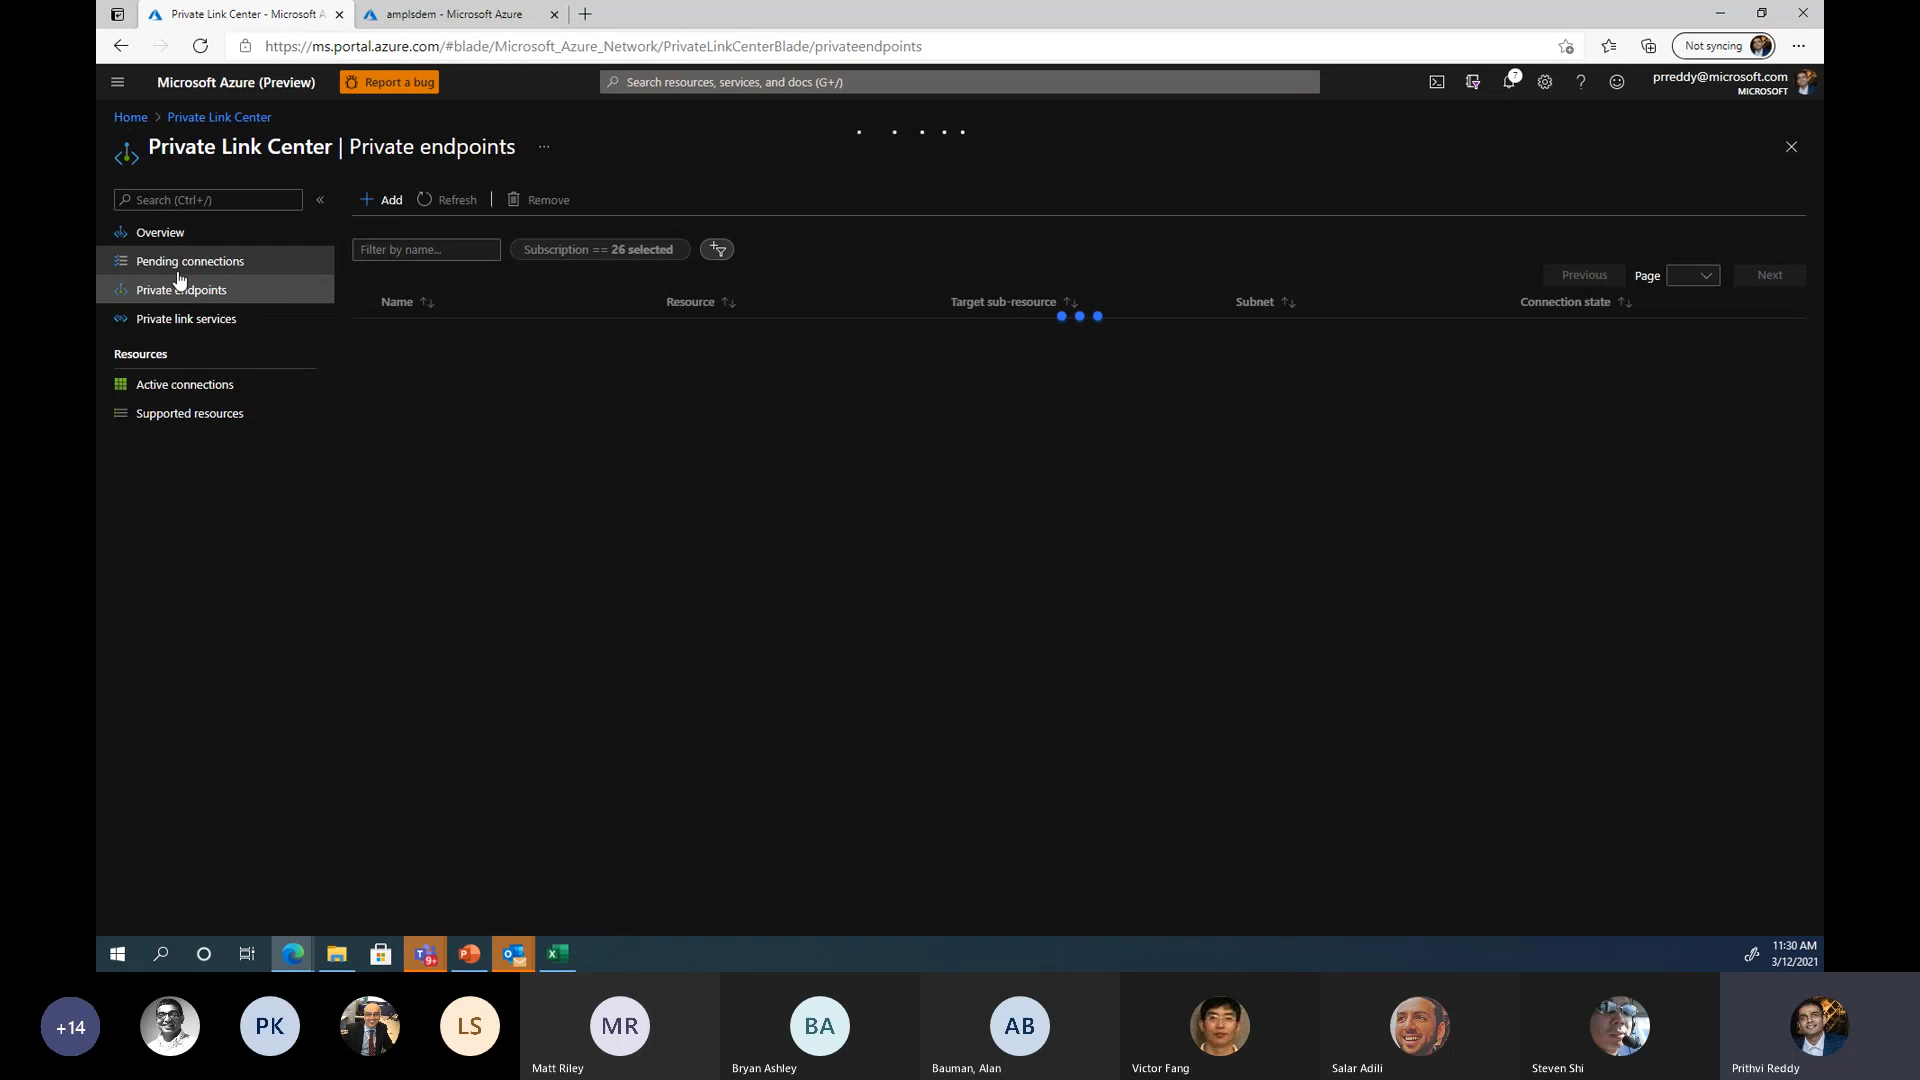 Private Link Center - Microsoft A
amplsdem - Microsoft Azure
https://ms.portal.azure.com/#blade/Microsoft_Azure_Network/PrivateLinkCenterBlade/privateendpoints
Not syncing
Microsoft Azure (Preview)
Report a bug
Search resources, services, and docs (G+/)
7
prreddy@microsoft.com
MICROSOFT
Home > Private Link Center
Private Link Center | Private endpoints
Search (Ctrl+/)
Add
Refresh
Remove
Overview
Pending connections
Private endpoints
Private link services
Resources
Active connections
Supported resources
Filter by name...
Subscription == 26 selected
Previous
Page
Next
Name
Resource
Target sub-resource
Subnet
Connection state
9+
11:30 AM
3/12/2021
+14
PK
LS
MR
BA
AB
Matt Riley
Bryan Ashley
Bauman, Alan
Victor Fang
Salar Adili
Steven Shi
Prithvi Reddy